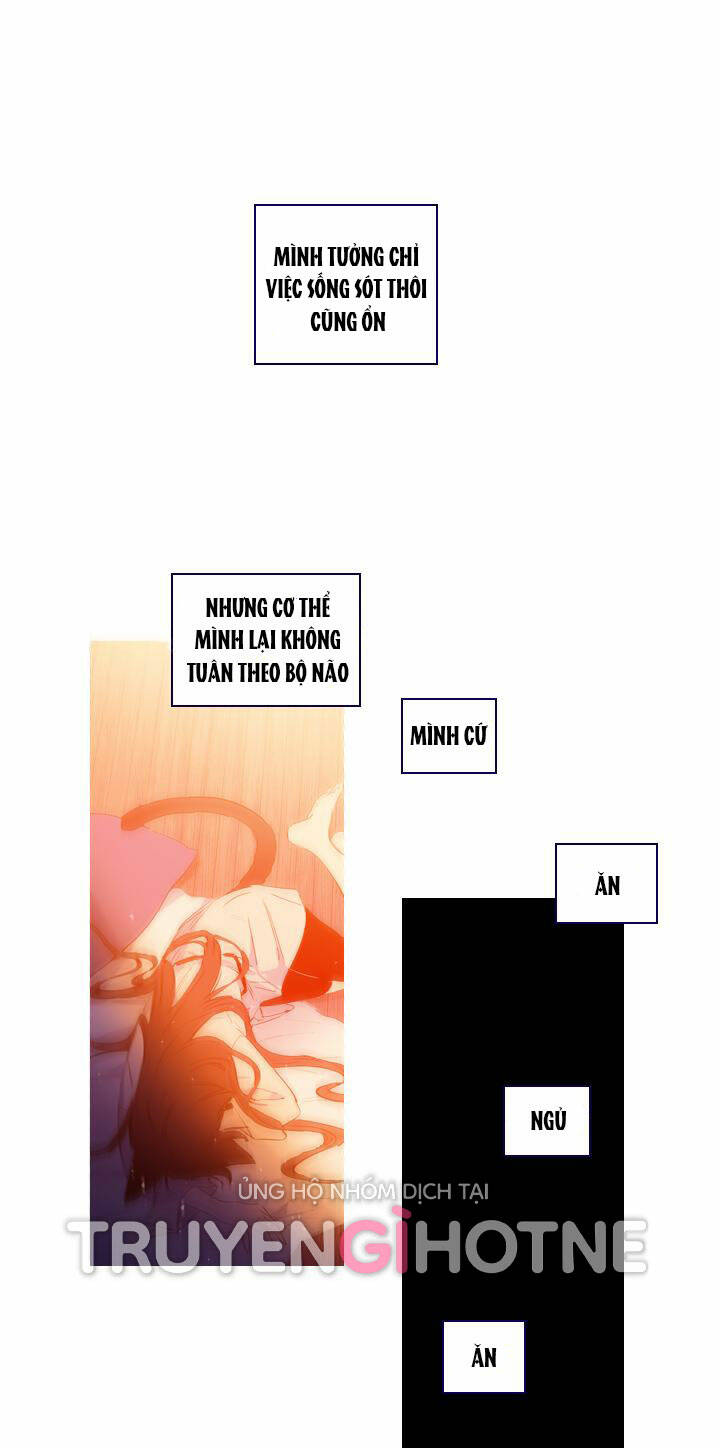 MÌNH TƯỞNG CHỈ
VIỆC SỐNG SÓT THÔI
CŨNG ỔN
NHƯNG CƠ THỂ
MÌNH LẠI KHÔNG
TUÂN THEO BỘ NÃO
MÌNH CỨ
ĂN
NGỦ
ỦNG HỘ NHÓM DỊCH TẠI
TRUYENGÌHOTNE
ĂN